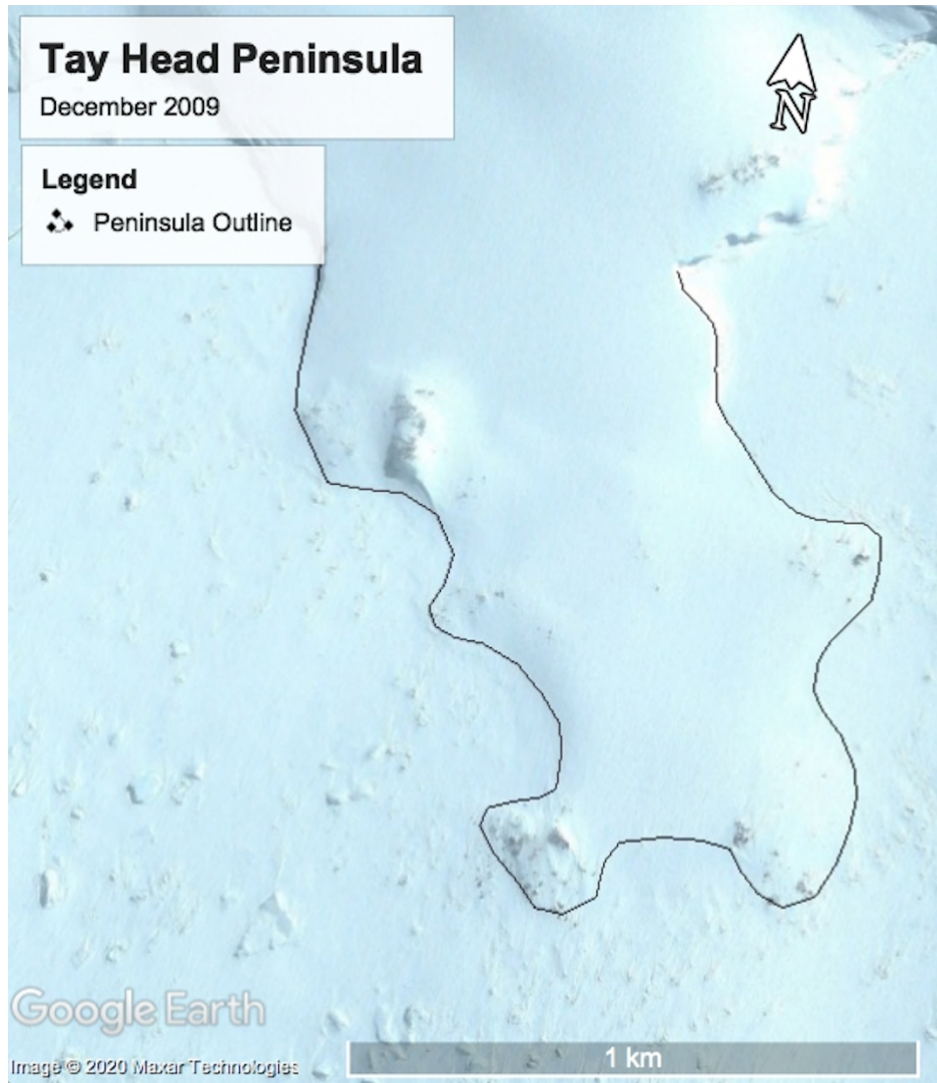 Tay Head Peninsula
December 2009
Legend
Peninsula Outline
N
Google Earth
Image © 2020 Maxar Technologies
1 km